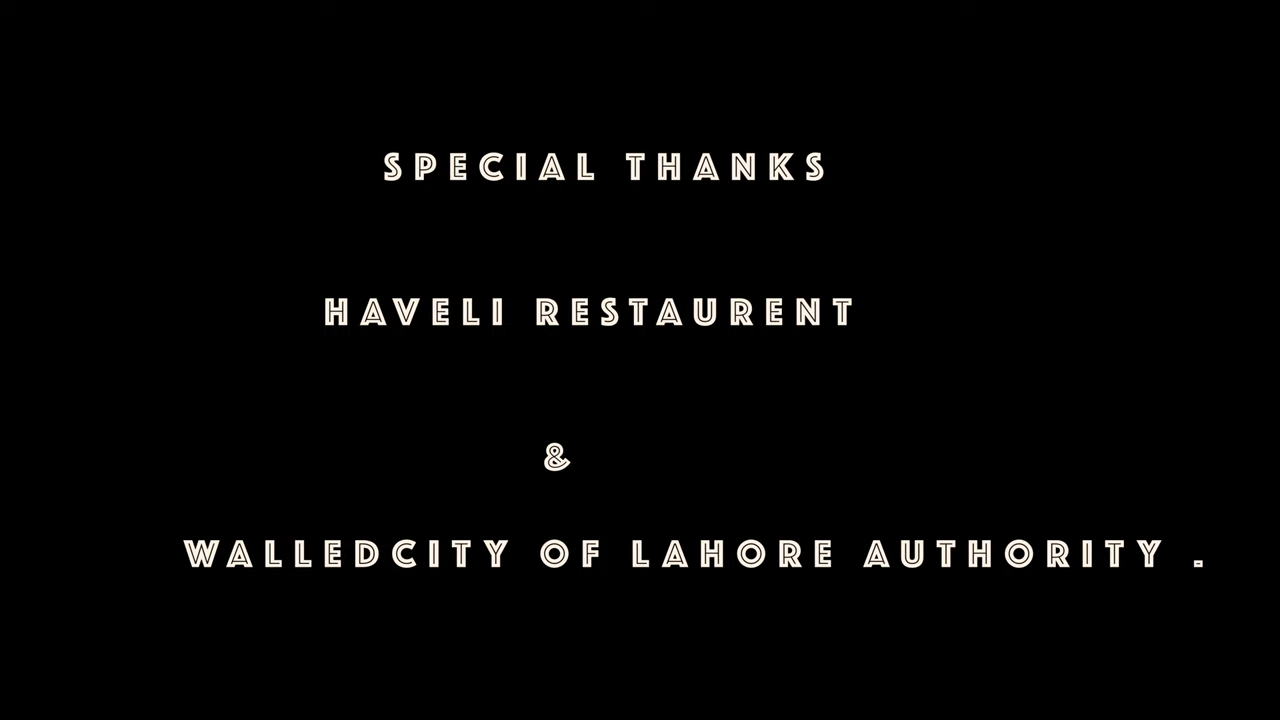 SPECIAL THANKS
HAVELI RESTAURENT
&
WALLEDCITY OF LAHORE AUTHORITY .